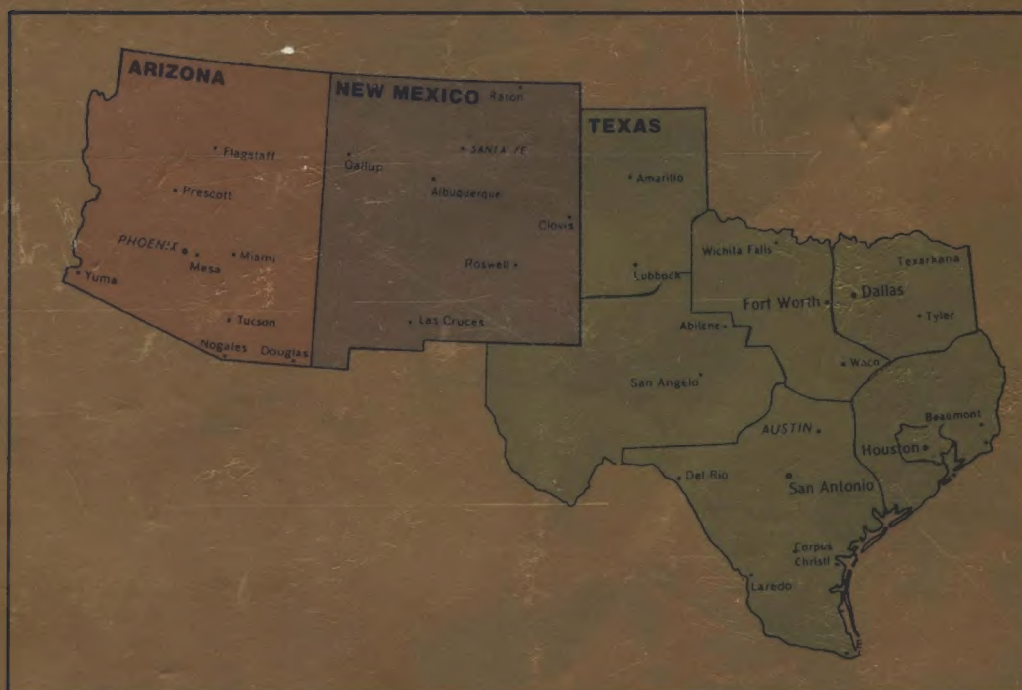 ARIZONA
Flagstaff
Prescott
PHOENIX
Mesa
Miami
Yuma
Tucson
Nogales
Douglas
NEW MEXICO
Raton
SANTA FE
Gallup
Albuquerque
Clovis
Roswell
Las Cruces
TEXAS
Amarillo
Lubbock
Wichita Falls
Texarkana
Fort Worth
Dallas
Tyler
Abilene
Waco
San Angelo
Beaumont
AUSTIN
Houston
Del Rio
San Antonio
Corpus
Christi
Laredo